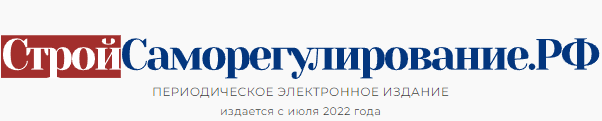 СтройСаморегулирование.РФ
ПЕРИОДИЧЕСКОЕ ЭЛЕКТРОННОЕ ИЗДАНИЕ
издается с июля 2022 года